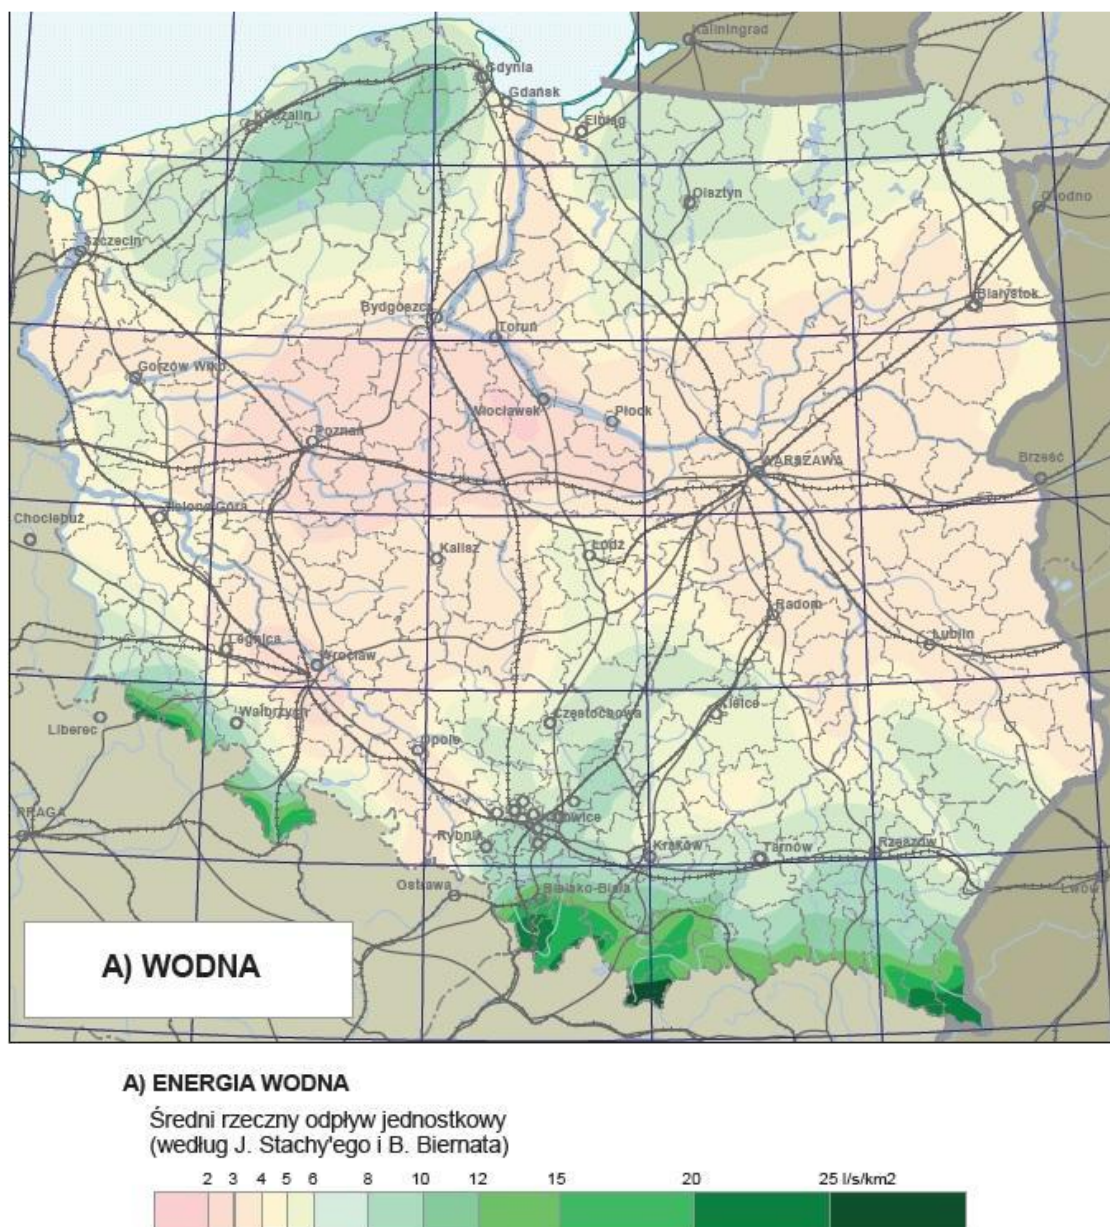 Kaliningrad
Gdynia
Gdańsk
Koszalin
Elbląg
Olsztyn
Grodno
Szczecin
Białystok
Bydgoszcz
Toruń
Gorzów Wlkp.
Włocławek
Płock
Poznań
WARSZAWA
Brześć
Zielona Góra
Chociebuż
Łódź
Kalisz
Radom
Legnica
Wrocław
Lublin
Liberec
Wałbrzych
Częstochowa
Kielce
Opole
PRAGA
Katowice
Rybnik
Kraków
Tarnów
Rzeszów
Ostrawa
Bielsko-Biała
Lwów
A) WODNA
A) ENERGIA WODNA
Średni rzeczny odpływ jednostkowy
(według J. Stachy'ego i B. Biernata)
2 3 4 5 6 8 10 12 15 20 25 l/s/km2